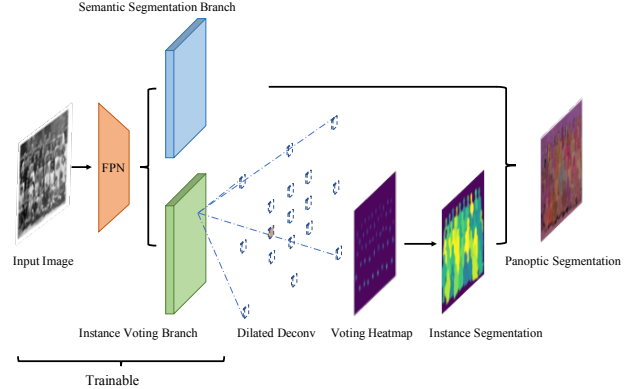 Semantic Segmentation Branch
FPN
Input Image
Panoptic Segmentation
Instance Voting Branch
Dilated Deconv
Voting Heatmap
Instance Segmentation
Trainable